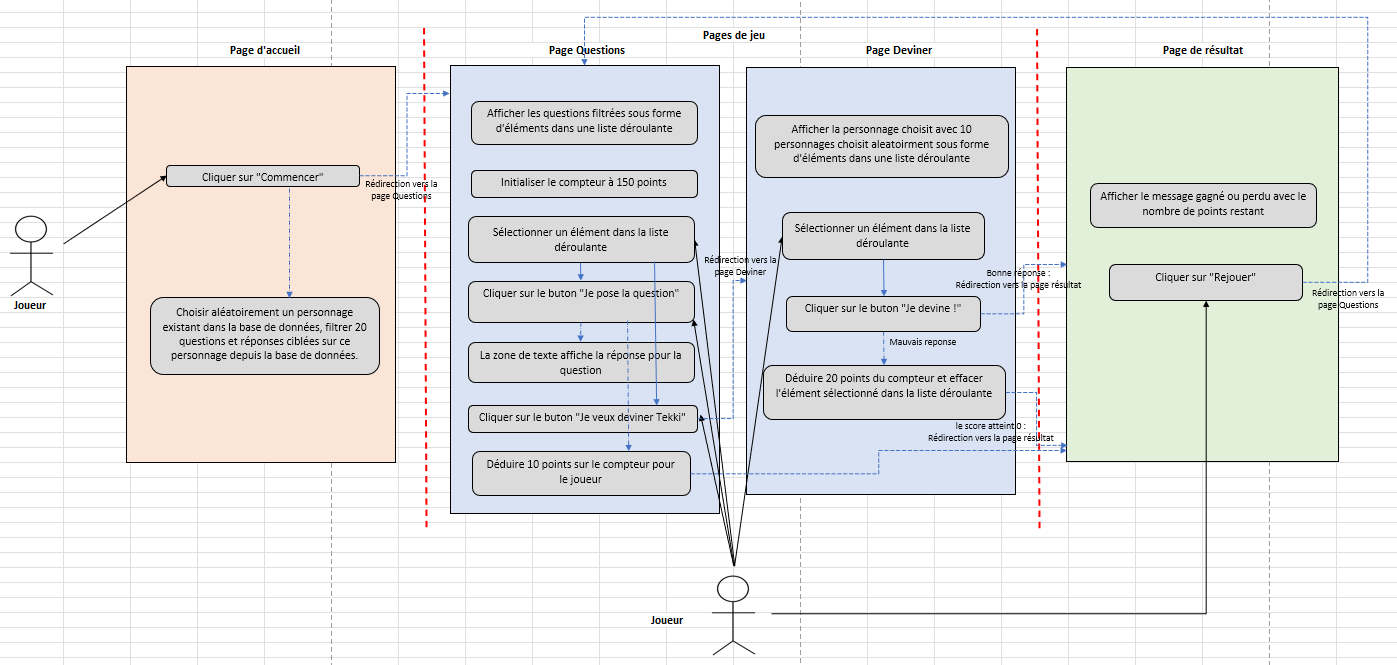 Pages de jeu
Page d'accueil
Page Questions
Page Deviner
Page de résultat
Cliquer sur "Commencer"
Rédirection vers la
page Questions
Choisir aléatoirement un personnage
existant dans la base de données, filtrer 20
questions et réponses ciblées sur ce
personnage depuis la base de données.
Joueur
Afficher les questions filtrées sous forme
d'éléments dans une liste déroulante
Initialiser le compteur à 150 points
Sélectionner un élément dans la liste
déroulante
Cliquer sur le buton "Je pose la question"
La zone de texte affiche la réponse pour la
question
Cliquer sur le buton "Je veux deviner Tekki"
Déduire 10 points sur le compteur pour
le joueur
Rédirection vers la
page Deviner
Afficher la personnage choisit avec 10
personnages choisit aleatoirment sous forme
d'éléments dans une liste déroulante
Sélectionner un élément dans la liste
déroulante
Cliquer sur le buton "Je devine !"
Mauvais reponse
Déduire 20 points du compteur et effacer
l'élément sélectionné dans la liste déroulante
Bonne réponse :
Rédirection vers la page résultat
le score atteint 0 :
Rédirection vers la page résultat
Afficher le message gagné ou perdu avec le
nombre de points restant
Cliquer sur "Rejouer"
Rédirection vers la
page Questions
Joueur